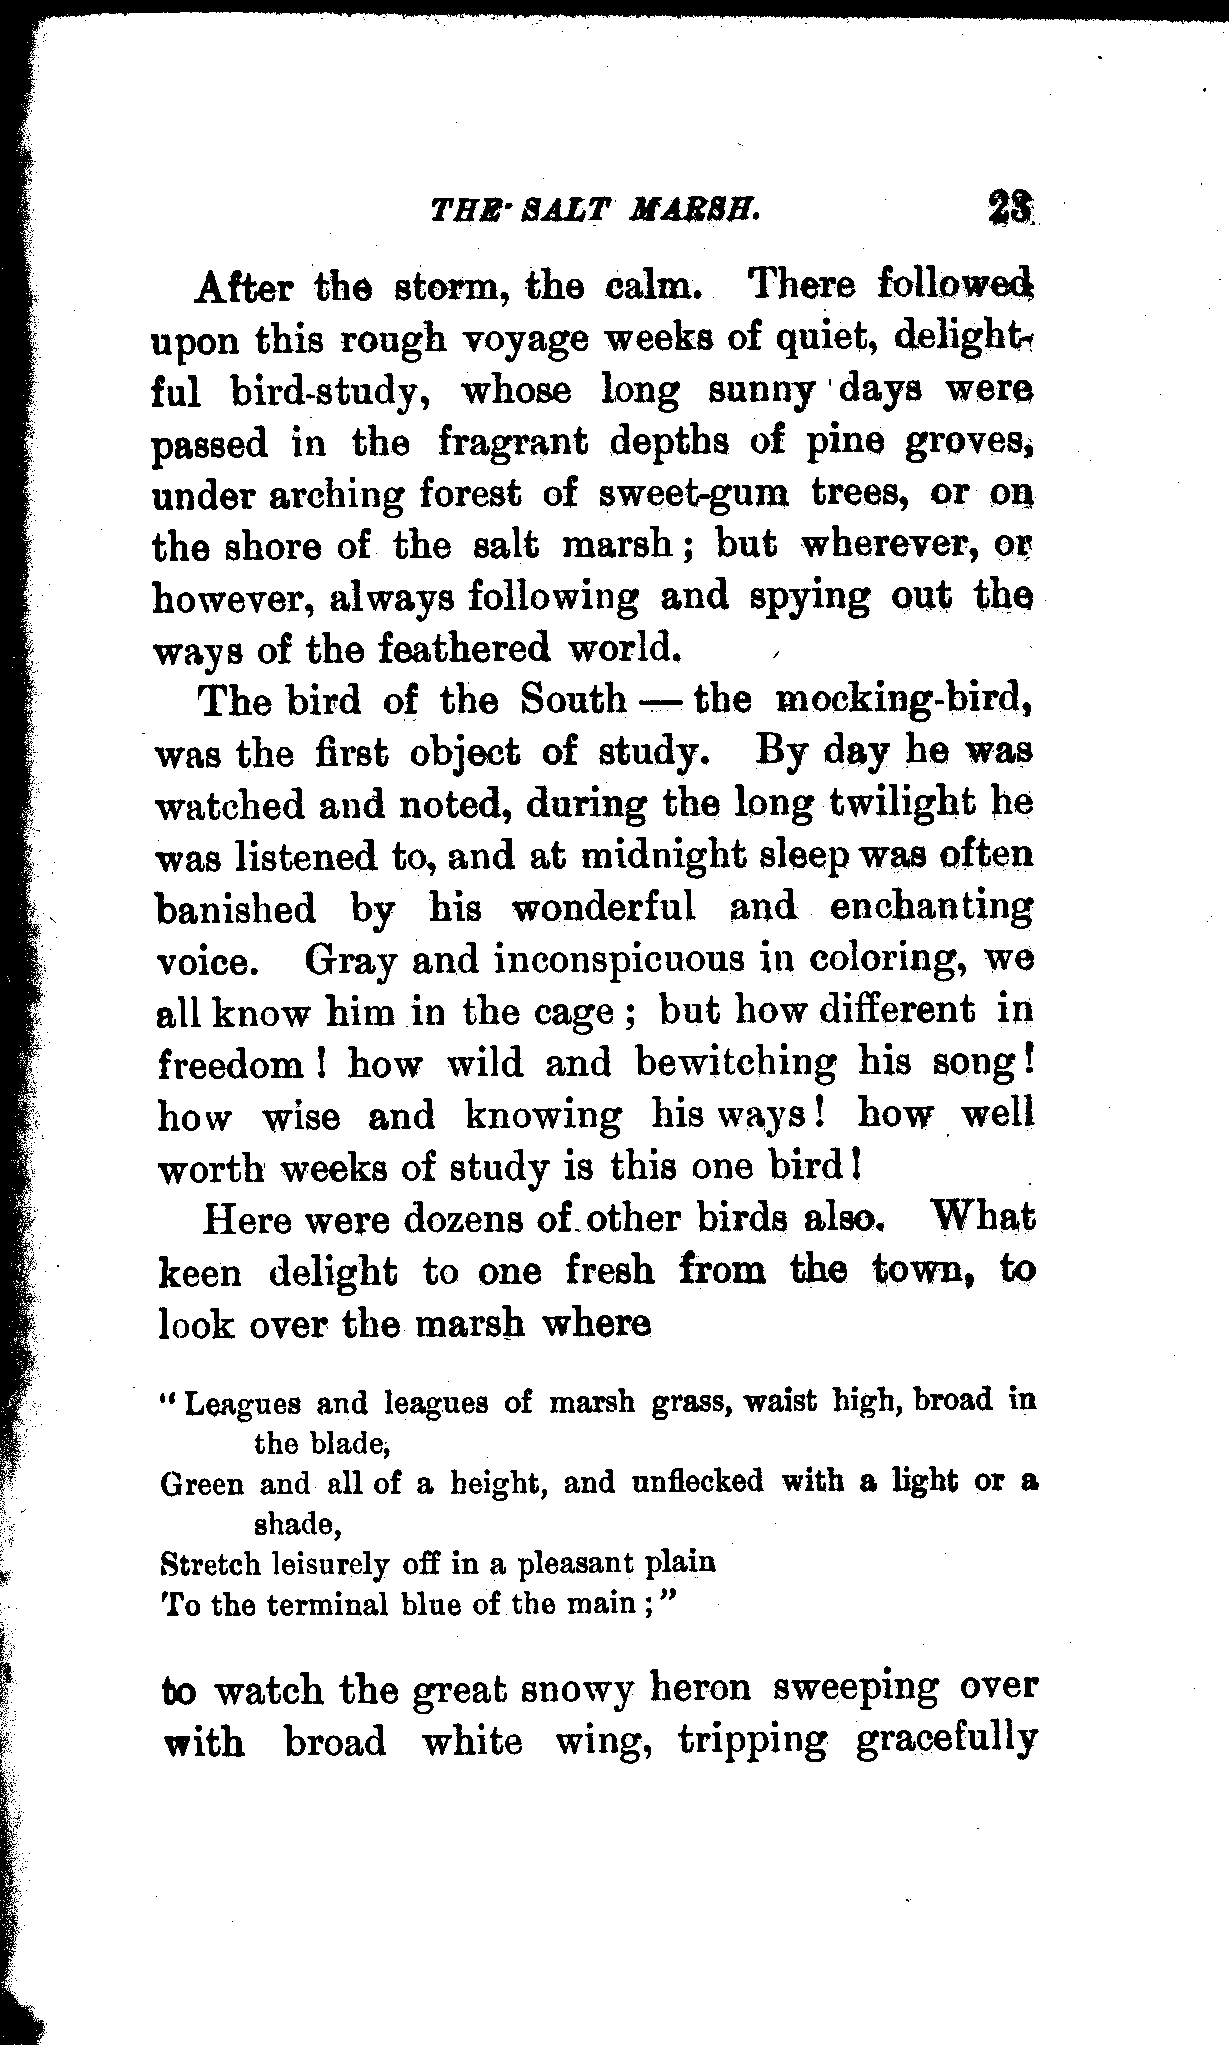 THE SALT MARSH. 23
After the storm, the calm. There followed
upon this rough voyage weeks of quiet, delight-
ful bird-study, whose long sunny days were
passed in the fragrant depths of pine groves,
under arching forest of sweet-gum trees, or on
the shore of the salt marsh; but wherever, or
however, always following and spying out the
ways of the feathered world.
The bird of the South — the mocking-bird,
was the first object of study. By day he was
watched and noted, during the long twilight he
was listened to, and at midnight sleep was often
banished by his wonderful and enchanting
voice. Gray and inconspicuous in coloring, we
all know him in the cage; but how different in
freedom! how wild and bewitching his song!
how wise and knowing his ways! how well
worth weeks of study is this one bird!
Here were dozens of other birds also. What
keen delight to one fresh from the town, to
look over the marsh where
"Leagues and leagues of marsh grass, waist high, broad in
the blade,
Green and all of a height, and unflecked with a light or a
shade,
Stretch leisurely off in a pleasant plain
To the terminal blue of the main;"
to watch the great snowy heron sweeping over
with broad white wing, tripping gracefully